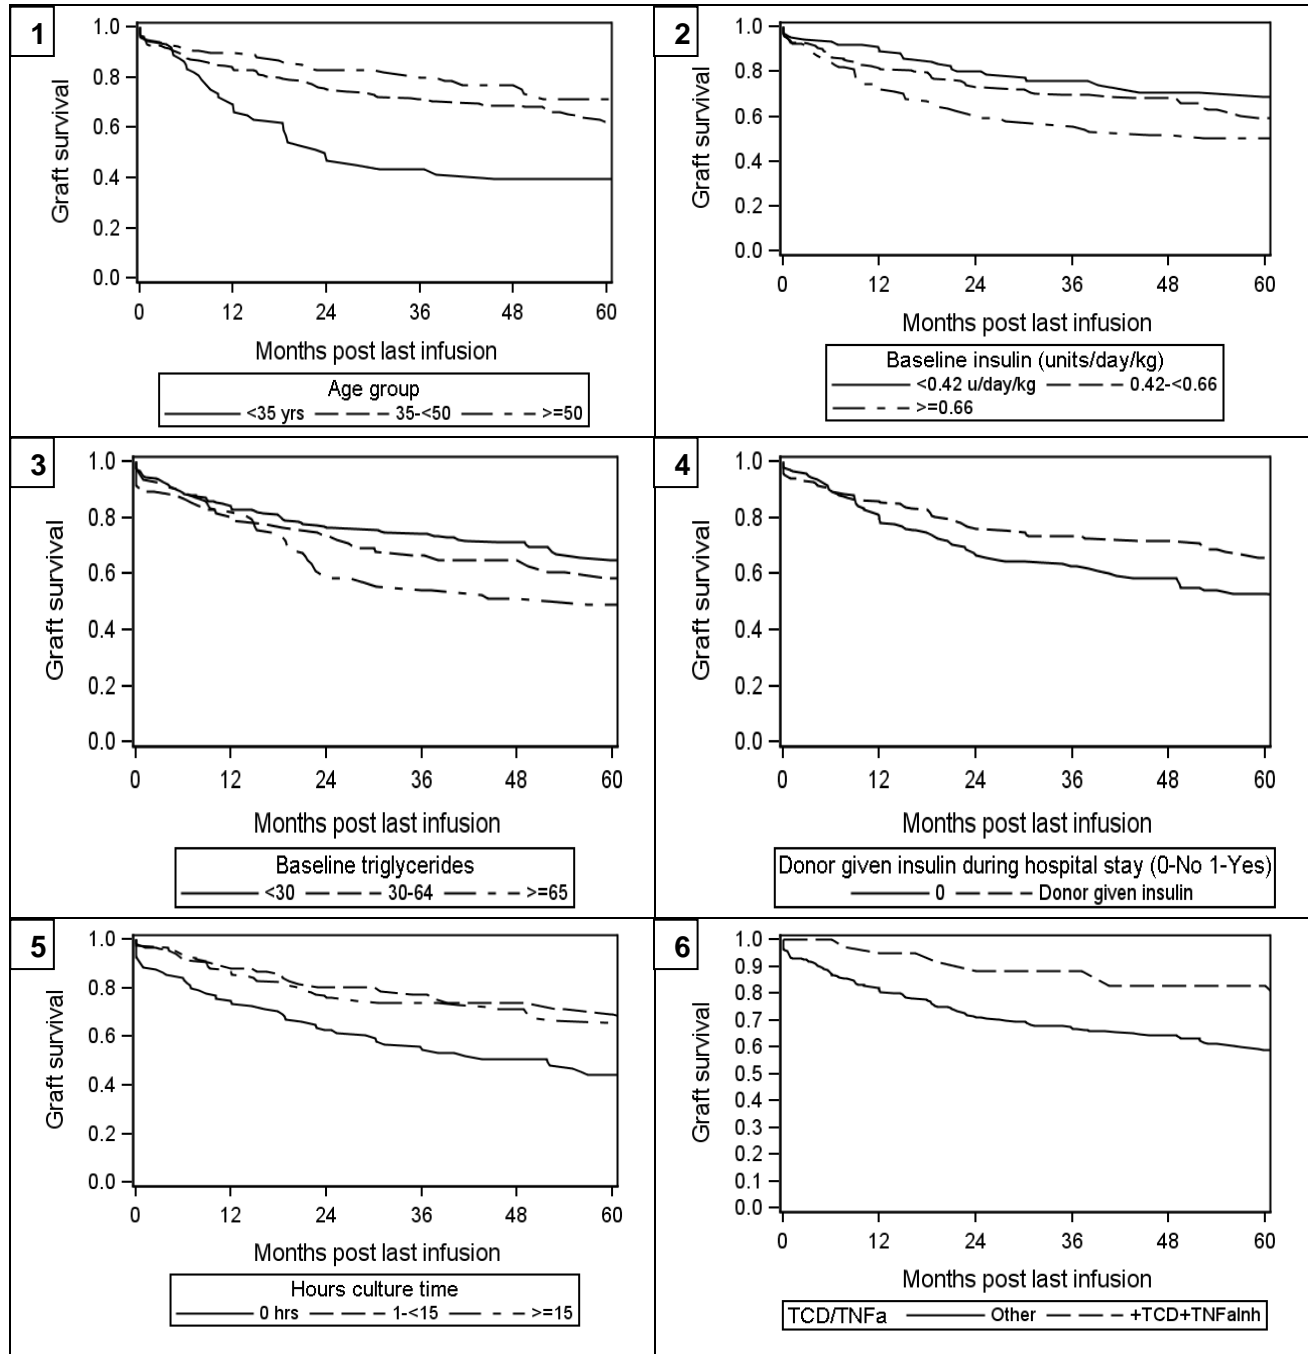 1
1.0
0.8
0.6
0.4
0.2
0.0
Graft survival
0 12 24 36 48 60
Months post last infusion
Age group
<35 yrs 35-<50 >=50
2
1.0
0.8
0.6
0.4
0.2
0.0
Graft survival
0 12 24 36 48 60
Months post last infusion
Baseline insulin (units/day/kg)
<0.42 u/day/kg 0.42-<0.66
>=0.66
3
1.0
0.8
0.6
0.4
0.2
0.0
Graft survival
0 12 24 36 48 60
Months post last infusion
Baseline triglycerides
<30 30-64 >=65
4
1.0
0.8
0.6
0.4
0.2
0.0
Graft survival
0 12 24 36 48 60
Months post last infusion
Donor given insulin during hospital stay (0-No 1-Yes)
0 Donor given insulin
5
1.0
0.8
0.6
0.4
0.2
0.0
Graft survival
0 12 24 36 48 60
Months post last infusion
Hours culture time
0 hrs 1-<15 >=15
6
1.0
0.9
0.8
0.7
0.6
0.5
0.4
0.3
0.2
0.1
0.0
Graft survival
0 12 24 36 48 60
Months post last infusion
TCD/TNFa Other +TCD+TNFaInh